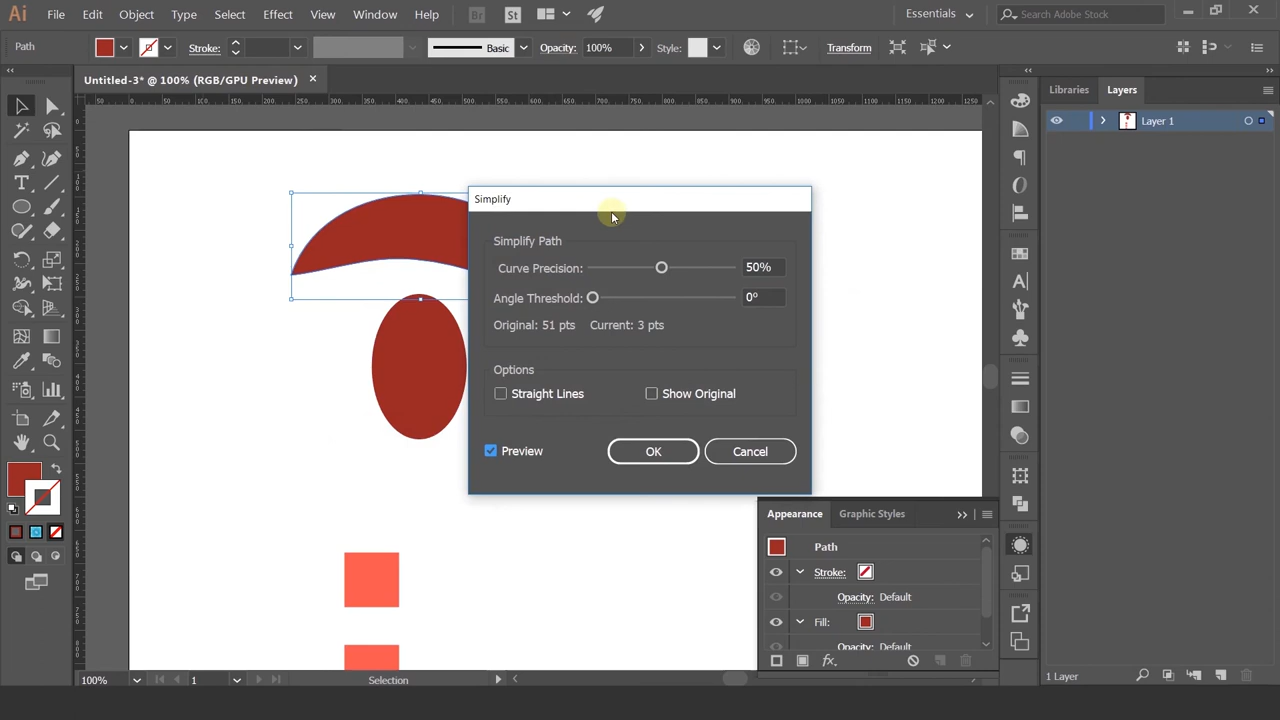 Ai File Edit Object Type Select Effect View Window Help Br St Essentials Search Adobe Stock
Path Stroke: Basic Opacity: 100% Style: Transform
Untitled-3* @ 100% (RGB/GPU Preview)
Libraries Layers
Layer 1
Simplify
Simplify Path
Curve Precision: 50%
Angle Threshold: 0°
Original: 51 pts Current: 3 pts
Options
Straight Lines Show Original
Preview OK Cancel
Appearance Graphic Styles
Path
Stroke:
Opacity: Default
Fill:
Opacity: Default
fx
1 Layer
100% 1 Selection